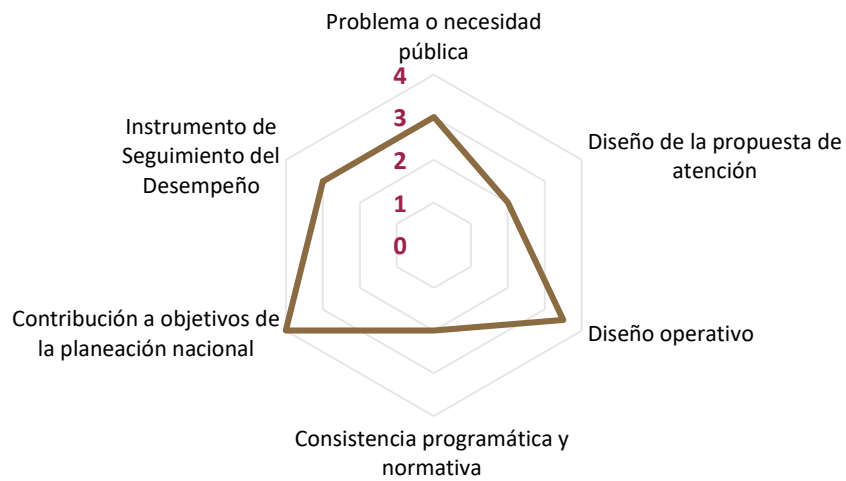 Problema o necesidad
pública
4
3
2
1
0
Diseño de la propuesta de
atención
Diseño operativo
Consistencia programática y
normativa
Contribución a objetivos de
la planeación nacional
Instrumento de
Seguimiento del
Desempeño